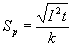 S_p = √(I²t) / k